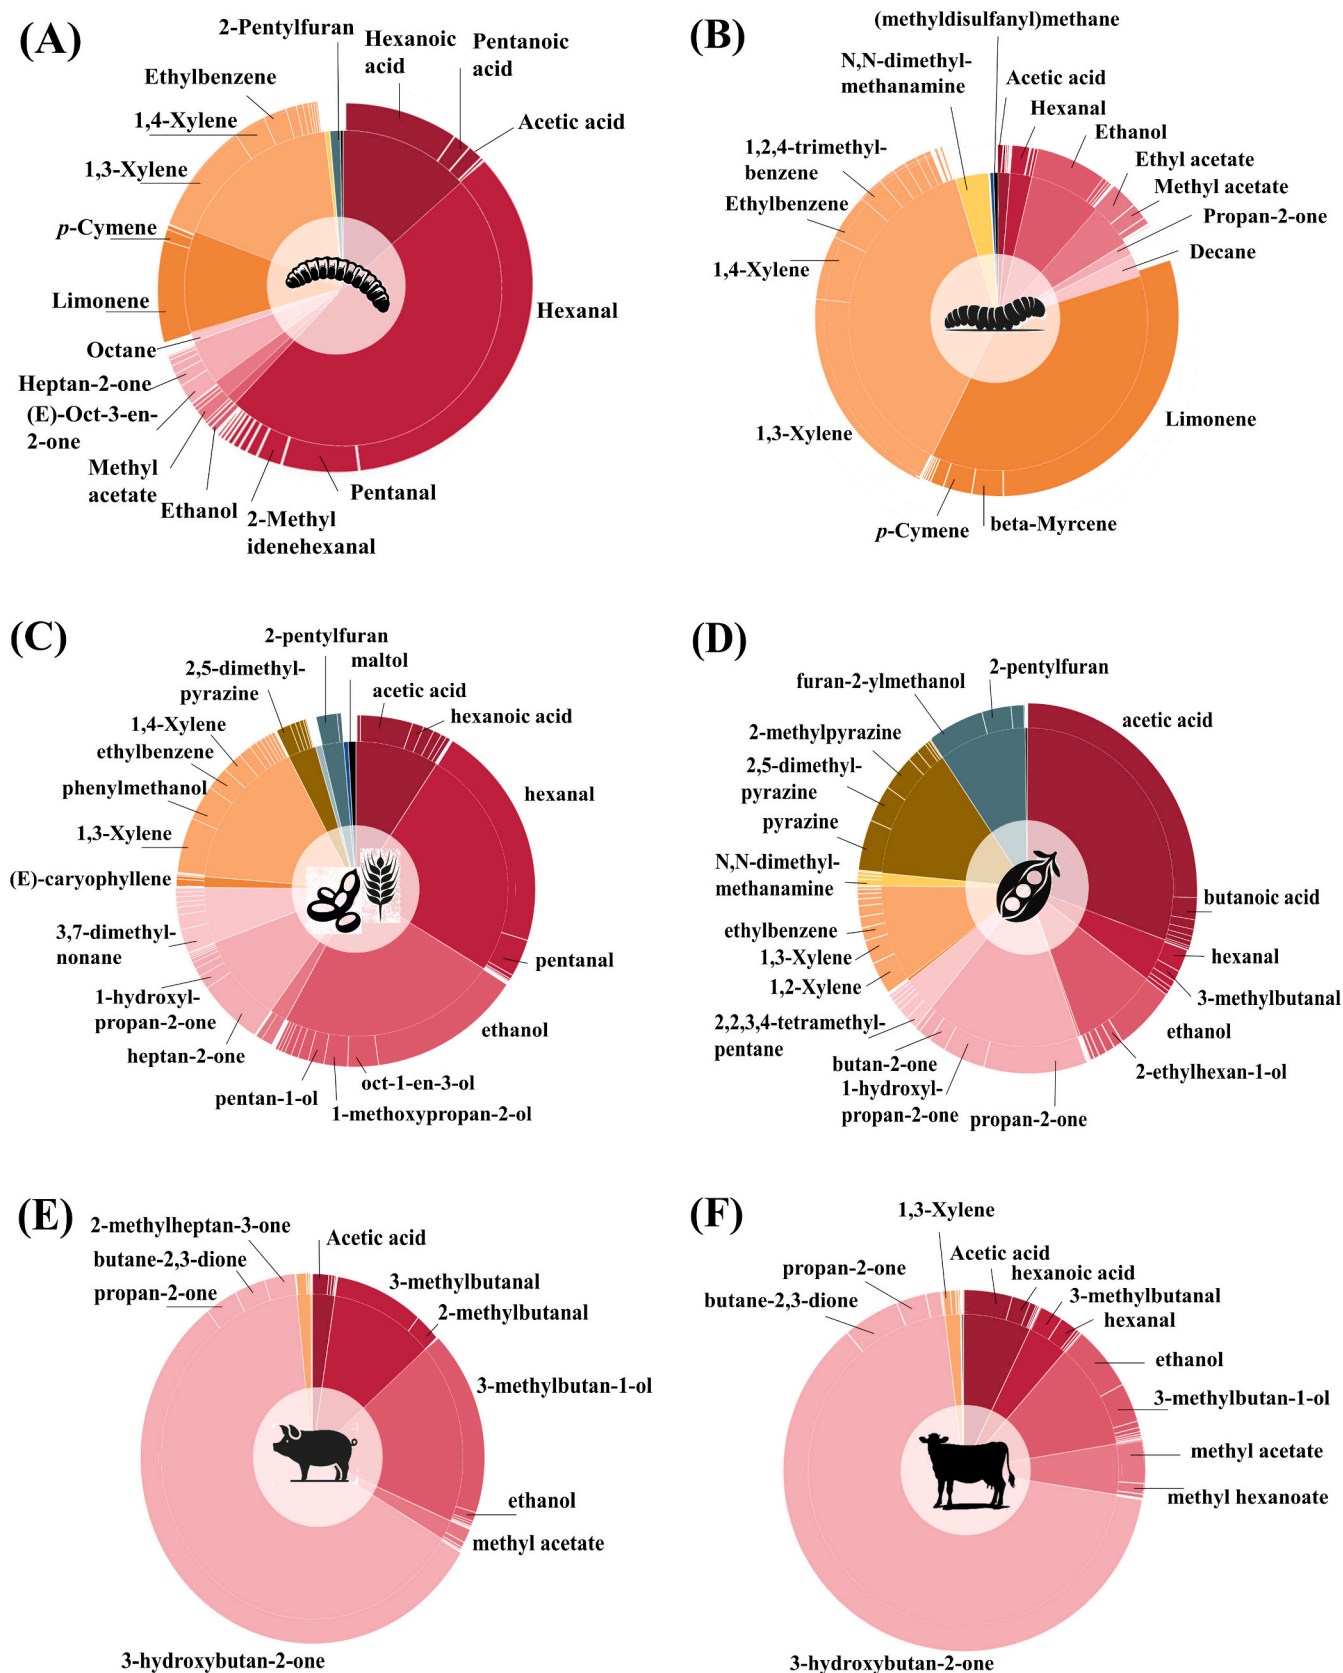 (A)
2-Pentylfuran
Hexanoic
acid
Pentanoic
acid
Ethylbenzene
1,4-Xylene
Acetic acid
1,3-Xylene
p-Cymene
Limonene
Hexanal
Octane
Heptan-2-one
(E)-Oct-3-en-
2-one
Methyl
acetate
Ethanol
2-Methyl
idenehexanal
Pentanal
(B)
(methyldisulfanyl)methane
N,N-dimethyl-
methanamine
Acetic acid
Hexanal
Ethanol
1,2,4-trimethyl-
benzene
Ethyl acetate
Methyl acetate
Ethylbenzene
Propan-2-one
Decane
1,4-Xylene
Limonene
1,3-Xylene
p-Cymene
beta-Myrcene
(C)
2-pentylfuran
maltol
2,5-dimethyl-
pyrazine
acetic acid
hexanoic acid
1,4-Xylene
ethylbenzene
phenylmethanol
hexanal
1,3-Xylene
(E)-caryophyllene
3,7-dimethyl-
nonane
pentanal
1-hydroxyl-
propan-2-one
ethanol
heptan-2-one
oct-1-en-3-ol
pentan-1-ol
1-methoxypropan-2-ol
(D)
2-pentylfuran
furan-2-ylmethanol
acetic acid
2-methylpyrazine
2,5-dimethyl-
pyrazine
pyrazine
N,N-dimethyl-
methanamine
butanoic acid
ethylbenzene
hexanal
1,3-Xylene
1,2-Xylene
3-methylbutanal
ethanol
2,2,3,4-tetramethyl-
pentane
butan-2-one
2-ethylhexan-1-ol
1-hydroxyl-
propan-2-one
propan-2-one
(E)
2-methylheptan-3-one
Acetic acid
butane-2,3-dione
3-methylbutanal
propan-2-one
2-methylbutanal
3-methylbutan-1-ol
ethanol
methyl acetate
3-hydroxybutan-2-one
(F)
1,3-Xylene
Acetic acid
propan-2-one
hexanoic acid
butane-2,3-dione
3-methylbutanal
hexanal
ethanol
3-methylbutan-1-ol
methyl acetate
methyl hexanoate
3-hydroxybutan-2-one